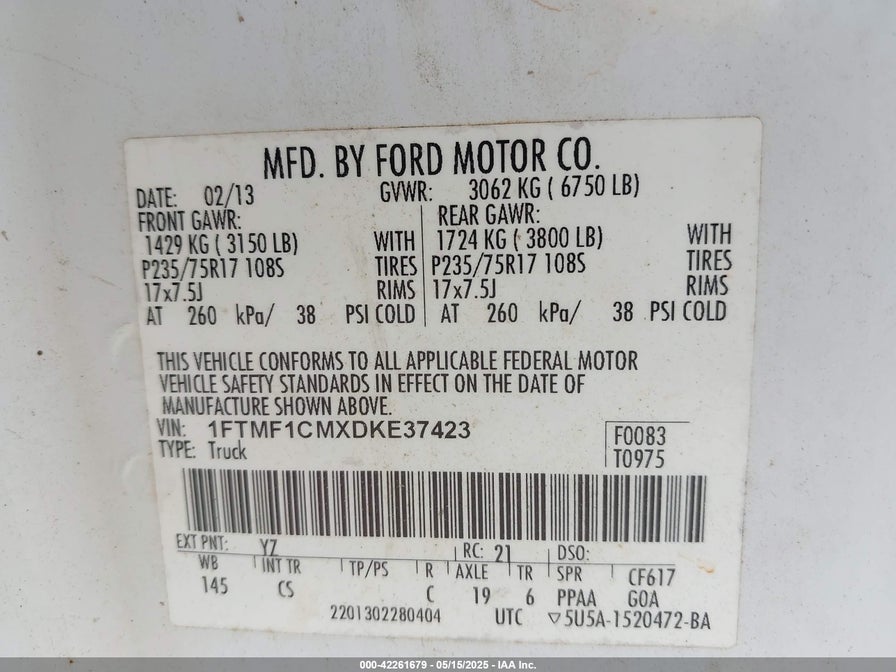 MFD. BY FORD MOTOR CO.
DATE: 02/13 GVWR: 3062 KG ( 6750 LB)
FRONT GAWR: REAR GAWR:
1429 KG ( 3150 LB) WITH 1724 KG ( 3800 LB) WITH
P235/75R17 108S TIRES P235/75R17 108S TIRES
17x7.5J RIMS 17x7.5J RIMS
AT 260 kPa/ 38 PSI COLD AT 260 kPa/ 38 PSI COLD
THIS VEHICLE CONFORMS TO ALL APPLICABLE FEDERAL MOTOR
VEHICLE SAFETY STANDARDS IN EFFECT ON THE DATE OF
MANUFACTURE SHOWN ABOVE.
VIN: 1FTMF1CMXDKE37423 F0083
TYPE: Truck T0975
EXT PNT: YZ RC: 21 DSO:
WB INT TR TP/PS R AXLE TR SPR CF617
145 CS C 19 6 PPAA GOA
2201302280404 UTC ▽5U5A-1520472-BA
000-42261679 - 05/15/2025 - IAA Inc.